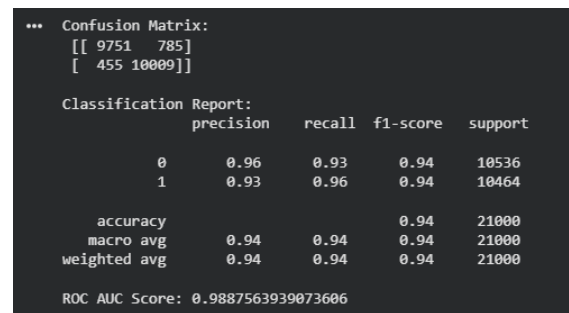 ... Confusion Matrix:
[[ 9751 785]
[ 455 10009]]
Classification Report:
precision recall f1-score support
0 0.96 0.93 0.94 10536
1 0.93 0.96 0.94 10464
accuracy 0.94 21000
macro avg 0.94 0.94 0.94 21000
weighted avg 0.94 0.94 0.94 21000
ROC AUC Score: 0.9887563939073606